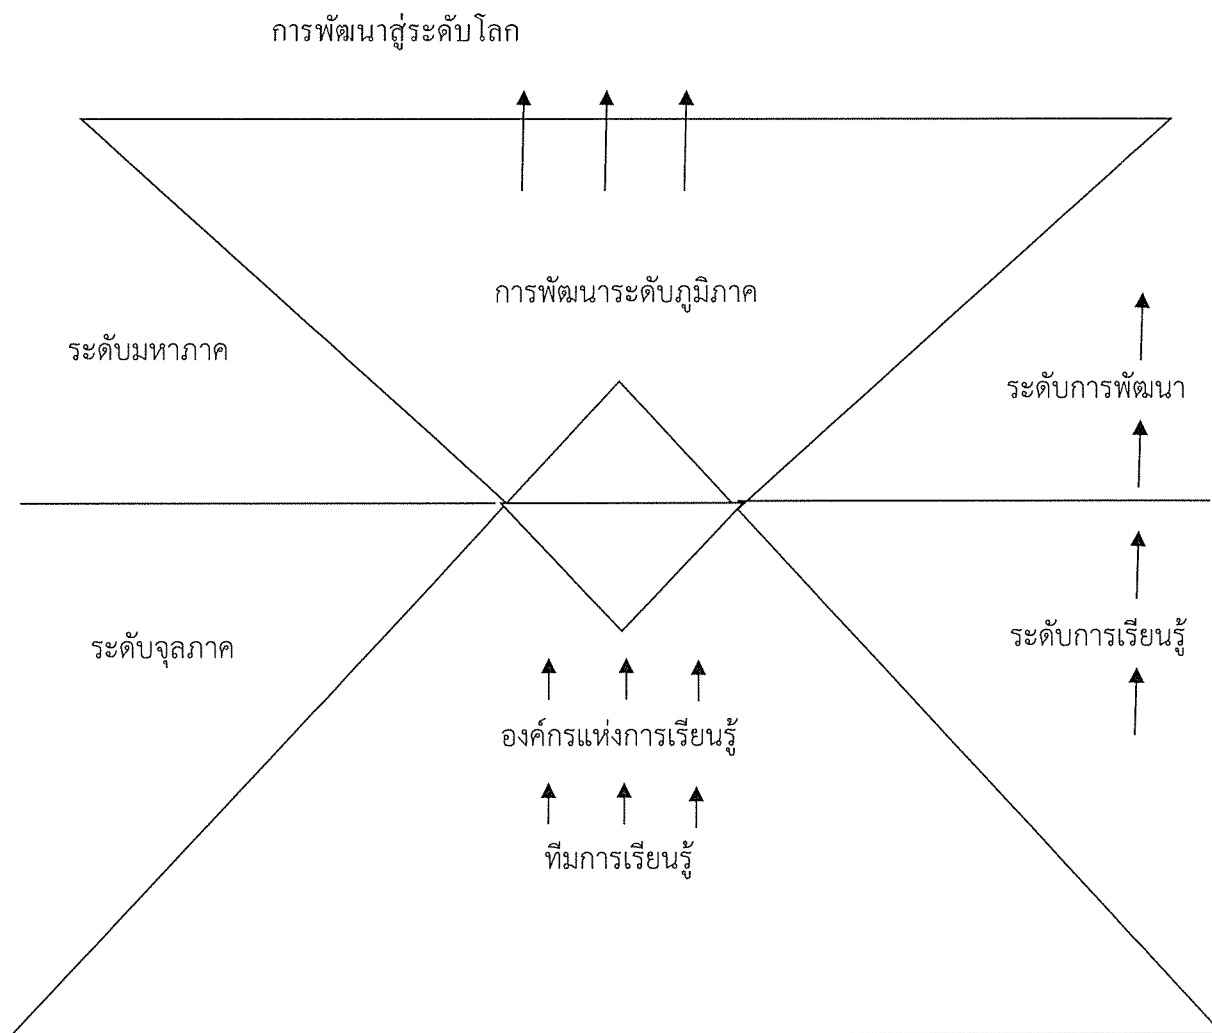 การพัฒนาสู่ระดับโลก
การพัฒนาระดับภูมิภาค
ระดับมหาภาค
ระดับการพัฒนา
ระดับการเรียนรู้
ระดับจุลภาค
องค์กรแห่งการเรียนรู้
ทีมการเรียนรู้